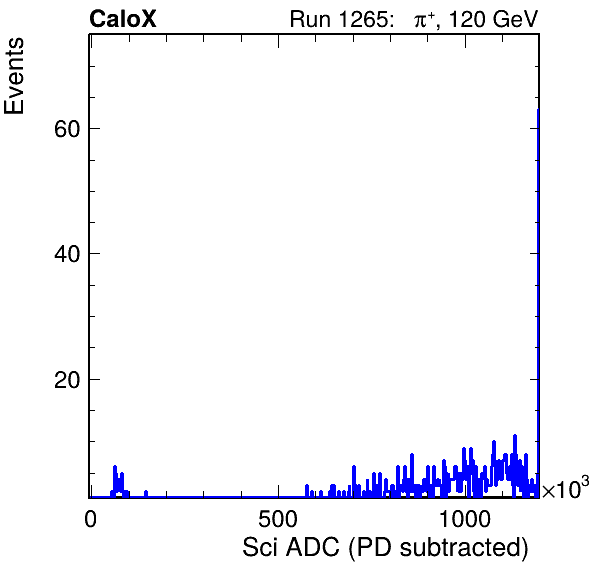 CaloX Run 1265: π⁺, 120 GeV
Events
60
40
20
0 500 1000 ×10³
Sci ADC (PD subtracted)